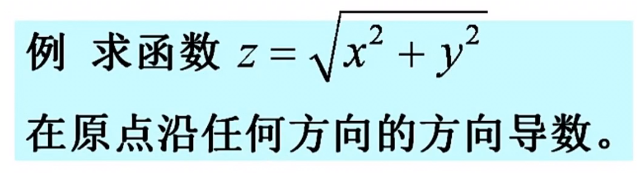 例 求函数 z = √(x² + y²)
在原点沿任何方向的方向导数。